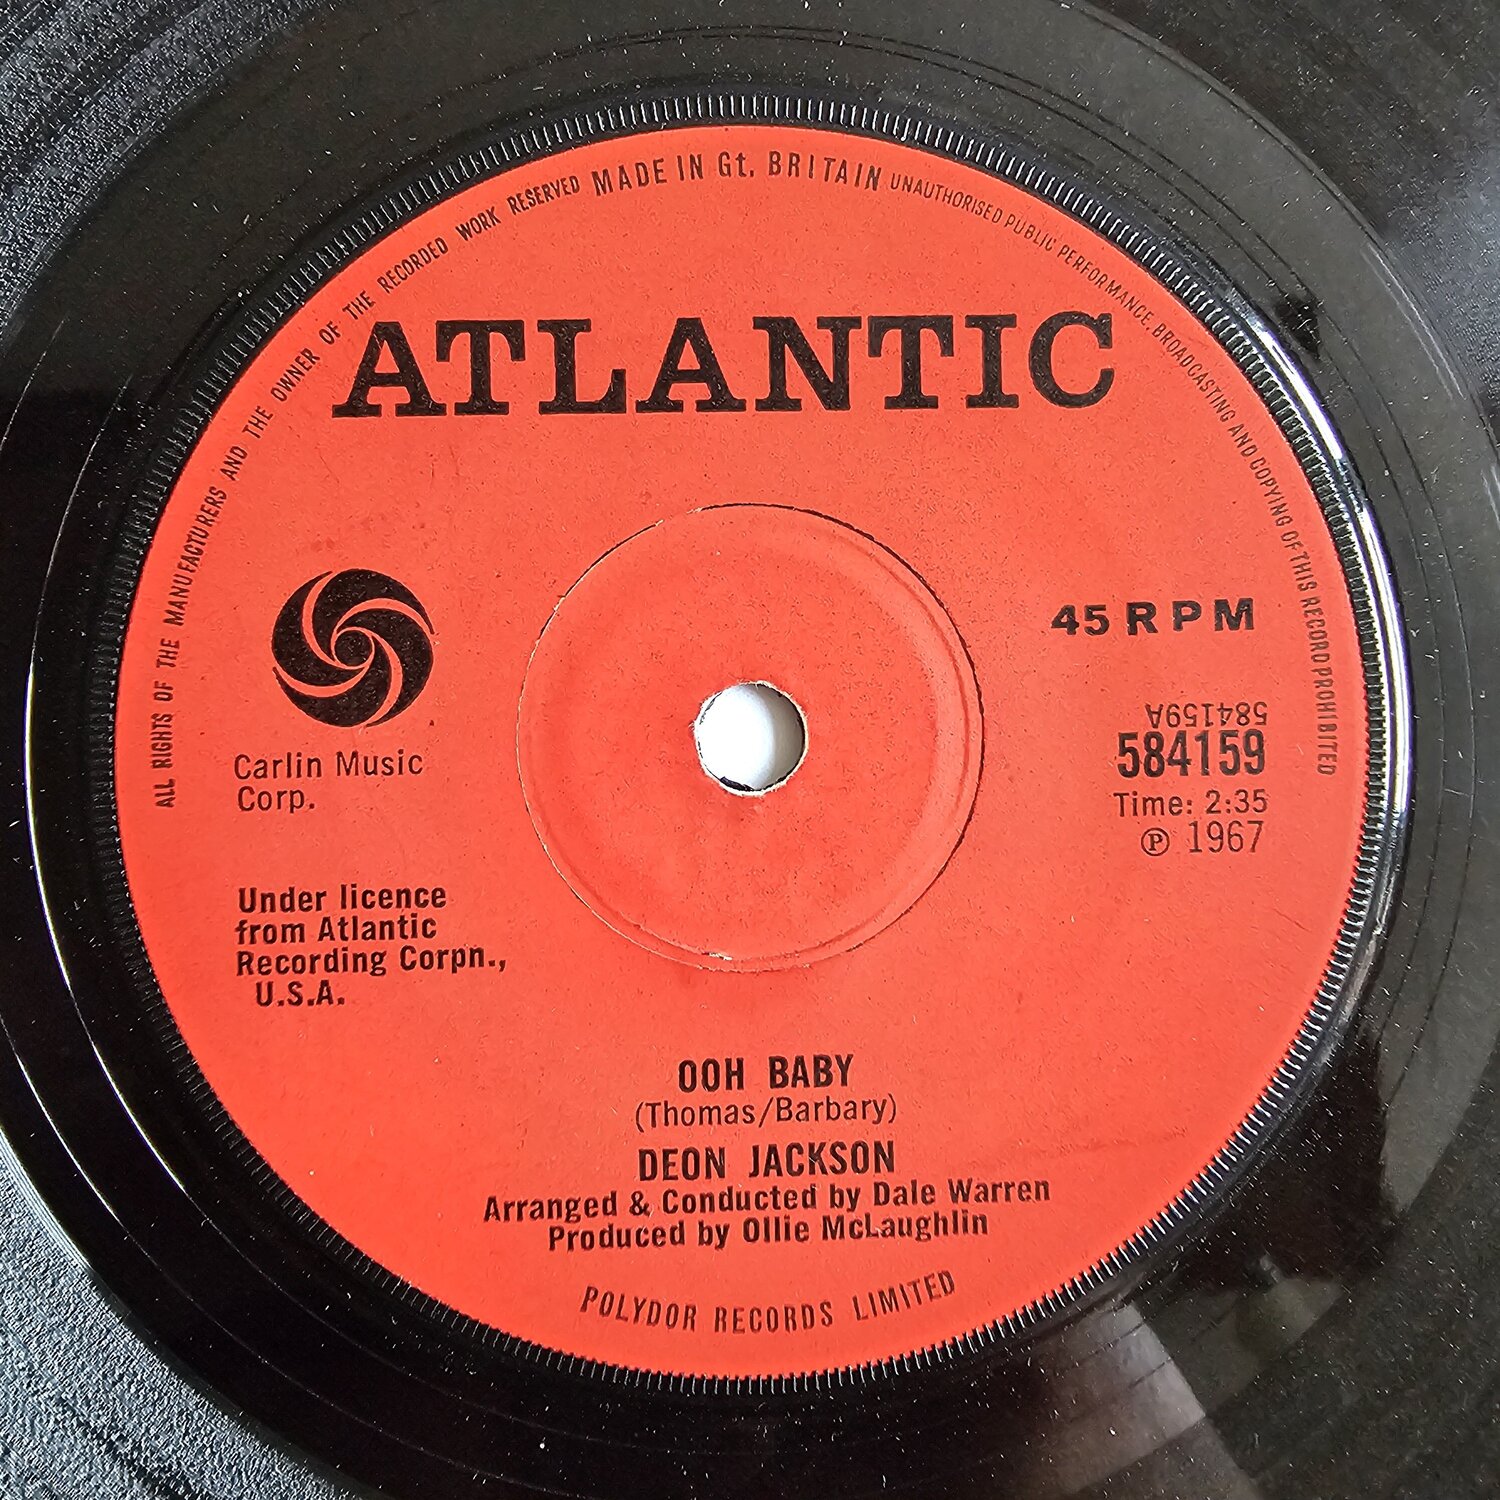 ALL RIGHTS OF THE MANUFACTURERS AND THE OWNER OF THE RECORDED WORK RESERVED MADE IN Gt. BRITAIN UNAUTHORISED PUBLIC PERFORMANCE, BROADCASTING AND COPYING OF THIS RECORD PROHIBITED
ATLANTIC
45 RPM
584159A
584159
Time: 2:35
℗ 1967
Carlin Music
Corp.
Under licence
from Atlantic
Recording Corpn.,
U.S.A.
OOH BABY
(Thomas/Barbary)
DEON JACKSON
Arranged & Conducted by Dale Warren
Produced by Ollie McLaughlin
POLYDOR RECORDS LIMITED